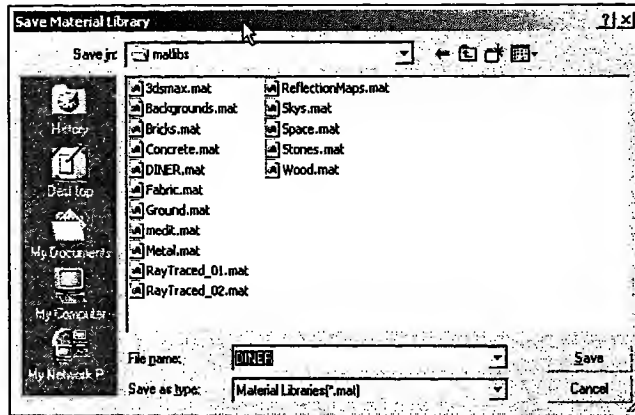 Save Material Library
Save in: matlibs
History
Desktop
My Documents
My Computer
My Network P...
3dsmax.mat
Backgrounds.mat
Bricks.mat
Concrete.mat
DINER.mat
Fabric.mat
Ground.mat
medit.mat
Metal.mat
RayTraced_01.mat
RayTraced_02.mat
ReflectionMaps.mat
Skys.mat
Space.mat
Stones.mat
Wood.mat
File name: DINER
Save
Save as type: Material Libraries(*.mat)
Cancel